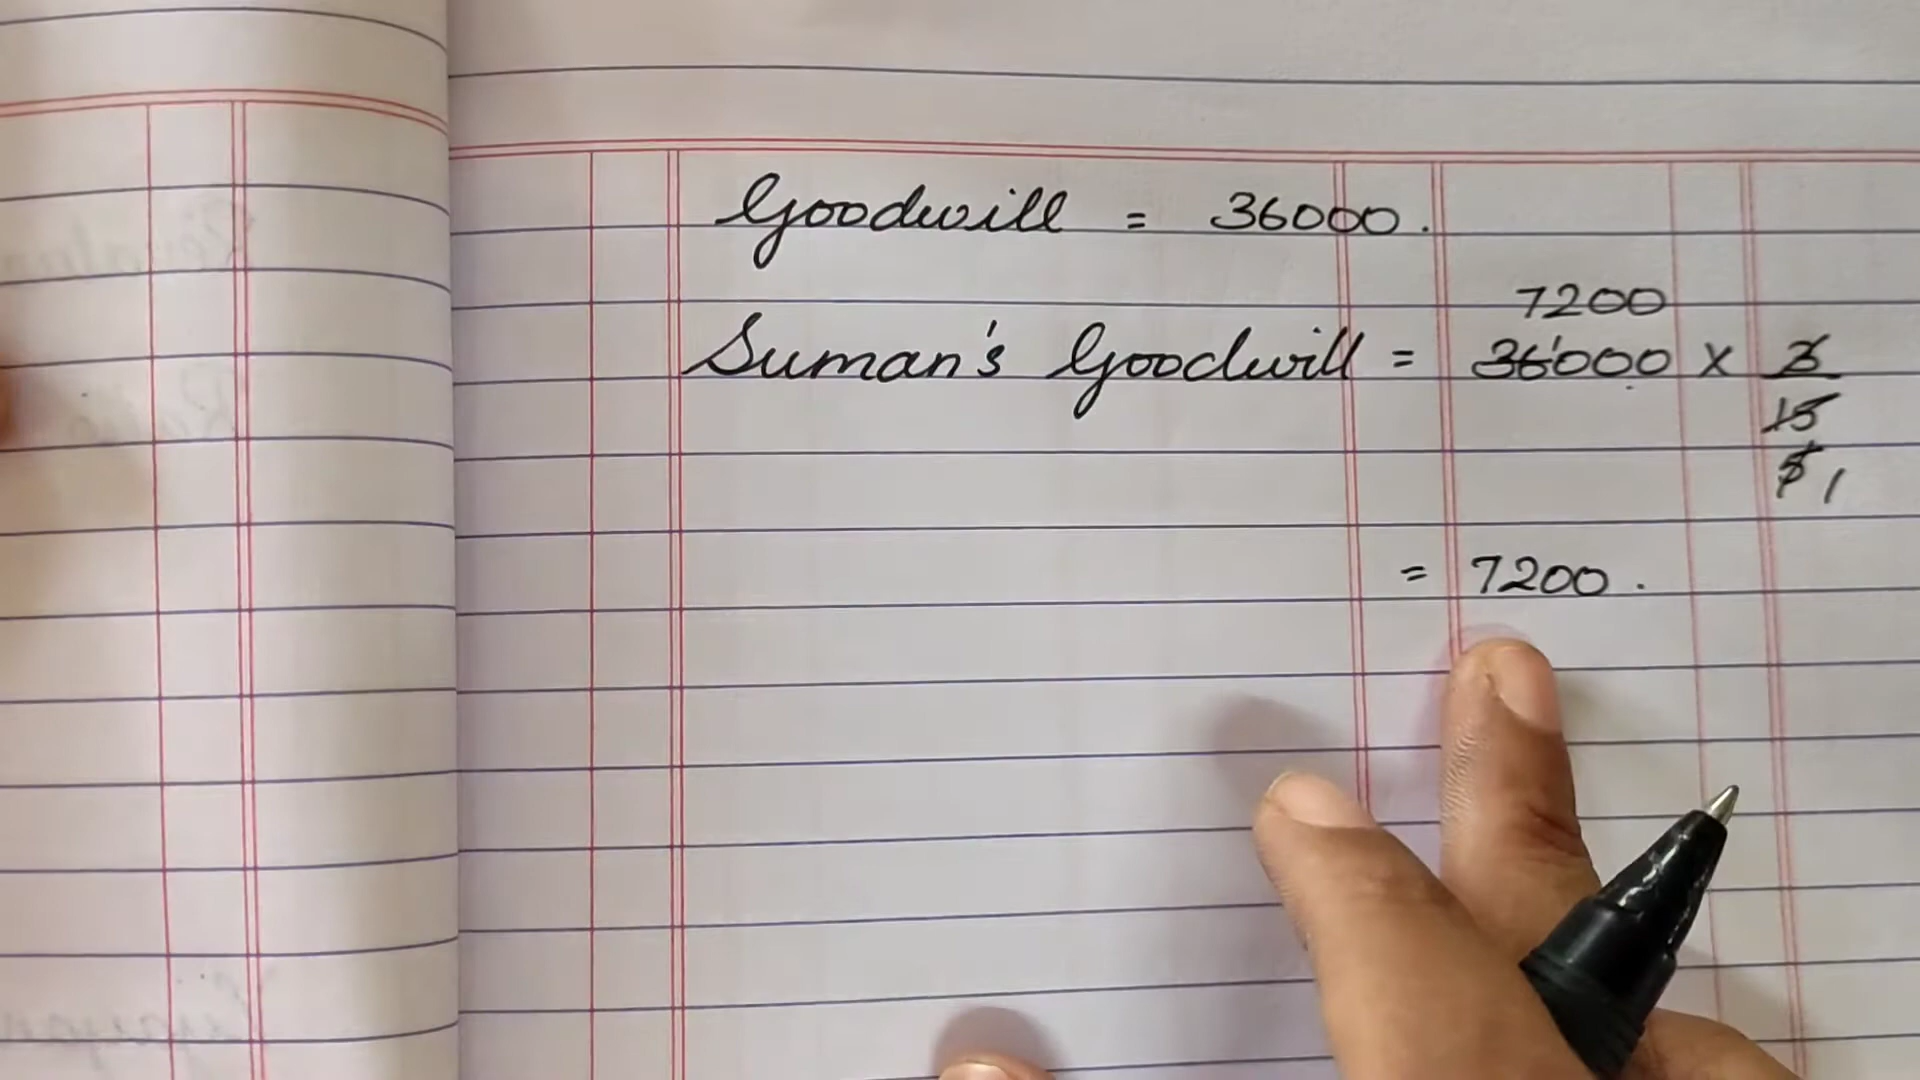 Goodwill = 36000.
7200
Suman's Goodwill = 36000 X 3
15
5 1
= 7200.